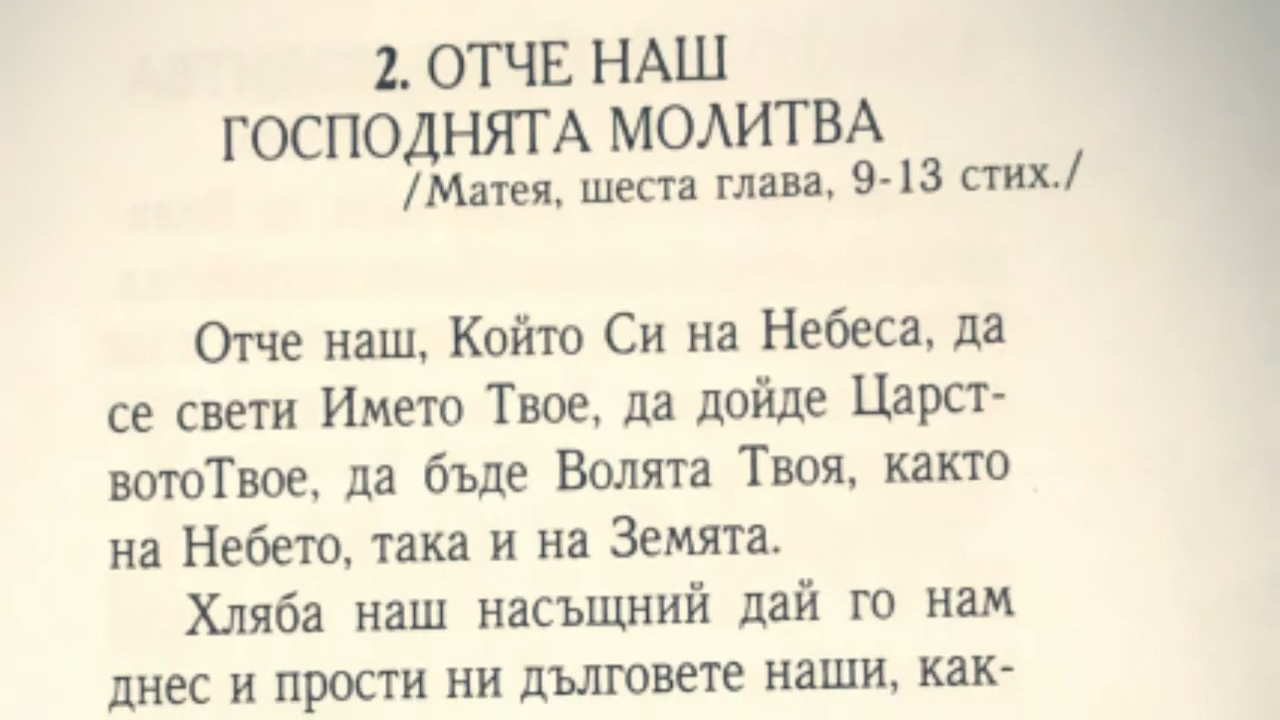 2. ОТЧЕ НАШ
ГОСПОДНЯТА МОЛИТВА
/Матея, шеста глава, 9-13 стих./
Отче наш, Който Си на Небеса, да
се свети Името Твое, да дойде Царст-
вотоТвое, да бъде Волята Твоя, както
на Небето, така и на Земята.
Хляба наш насъщний дай го нам
днес и прости ни дълговете наши, как-